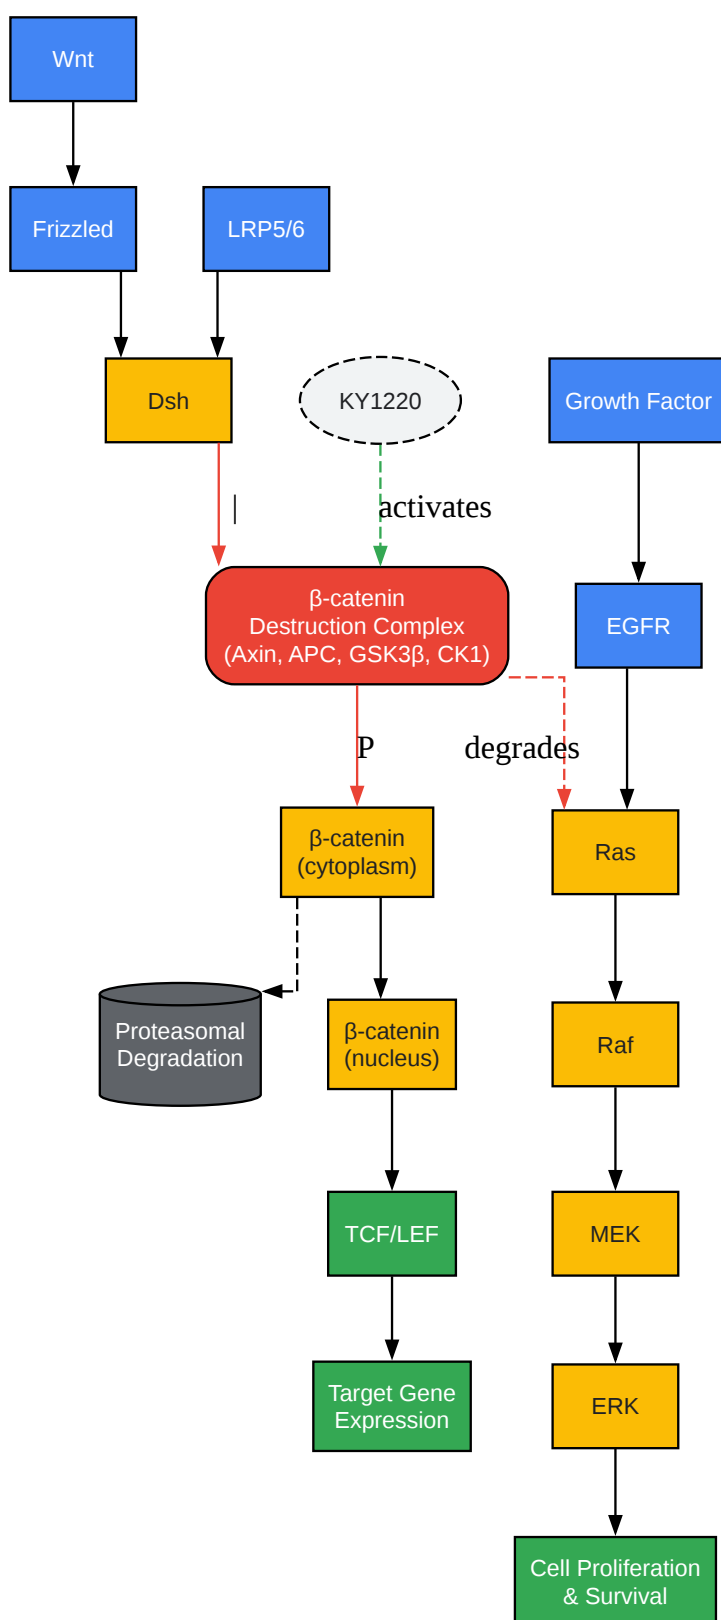 Wnt
Frizzled
LRP5/6
Dsh
KY1220
Growth Factor
|
activates
β-catenin
Destruction Complex
(Axin, APC, GSK3β, CK1)
EGFR
P
degrades
β-catenin
(cytoplasm)
Ras
Proteasomal
Degradation
β-catenin
(nucleus)
Raf
TCF/LEF
MEK
Target Gene
Expression
ERK
Cell Proliferation
& Survival